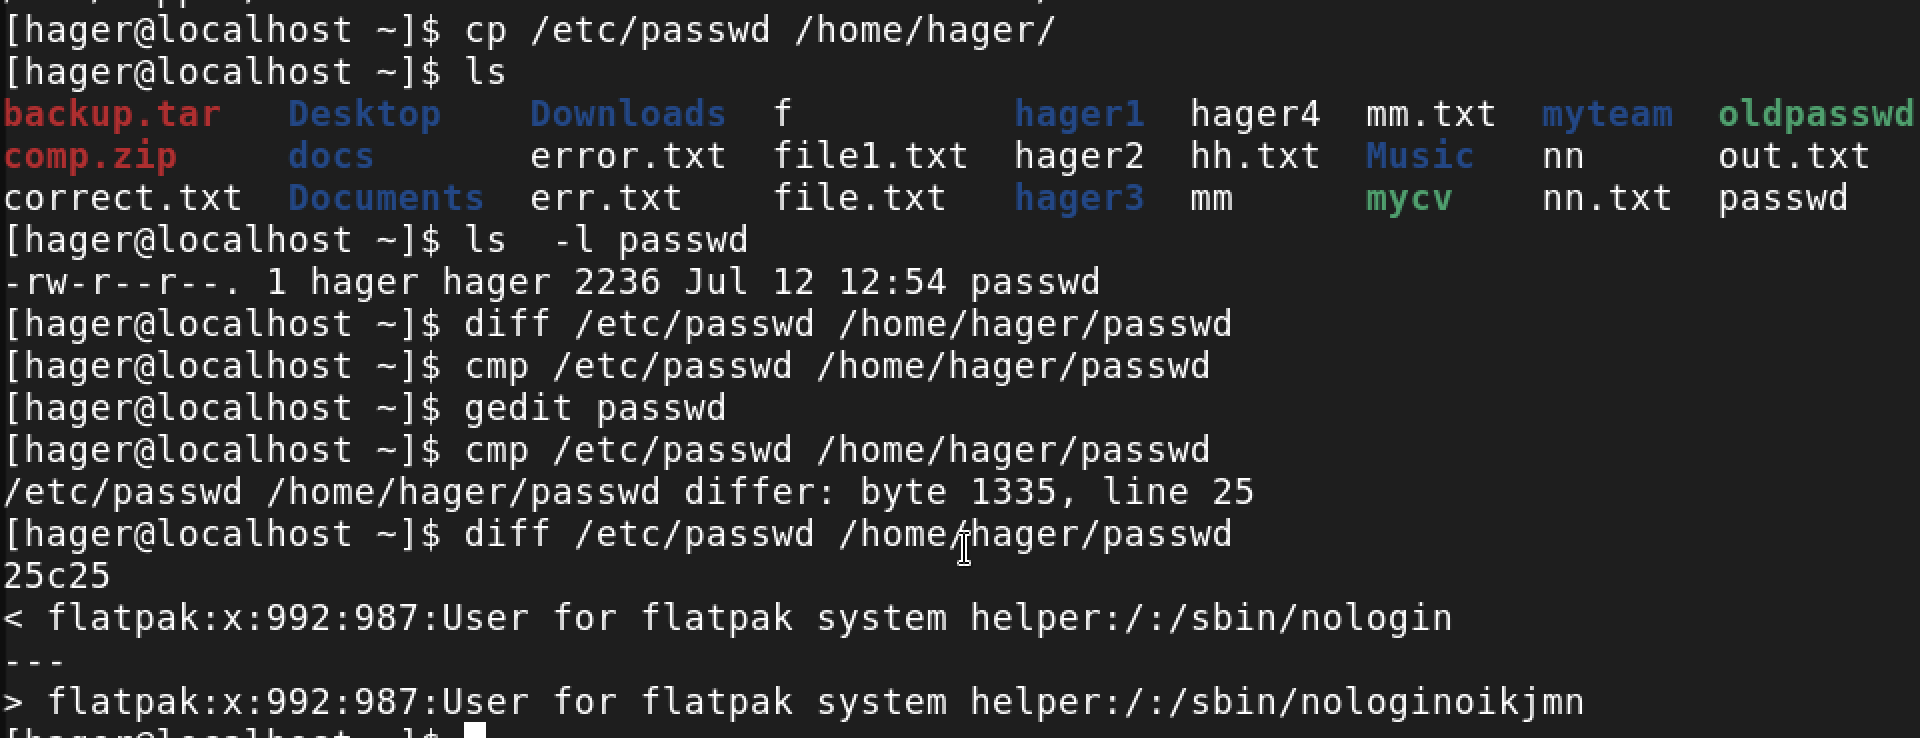 [hager@localhost ~]$ cp /etc/passwd /home/hager/
[hager@localhost ~]$ ls
backup.tar   Desktop    Downloads  f          hager1  hager4  mm.txt  myteam  oldpasswd
comp.zip     docs       error.txt  file1.txt  hager2  hh.txt  Music   nn      out.txt
correct.txt  Documents  err.txt    file.txt   hager3  mm      mycv    nn.txt  passwd
[hager@localhost ~]$ ls  -l passwd
-rw-r--r--. 1 hager hager 2236 Jul 12 12:54 passwd
[hager@localhost ~]$ diff /etc/passwd /home/hager/passwd
[hager@localhost ~]$ cmp /etc/passwd /home/hager/passwd
[hager@localhost ~]$ gedit passwd
[hager@localhost ~]$ cmp /etc/passwd /home/hager/passwd
/etc/passwd /home/hager/passwd differ: byte 1335, line 25
[hager@localhost ~]$ diff /etc/passwd /home/hager/passwd
25c25
< flatpak:x:992:987:User for flatpak system helper:/:/sbin/nologin
---
> flatpak:x:992:987:User for flatpak system helper:/:/sbin/nologinoikjmn
[hager@localhost ~]$